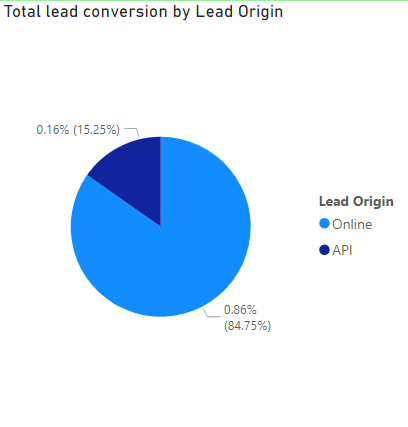 Total lead conversion by Lead Origin
0.16% (15.25%)
Lead Origin
Online
API
0.86%
(84.75%)